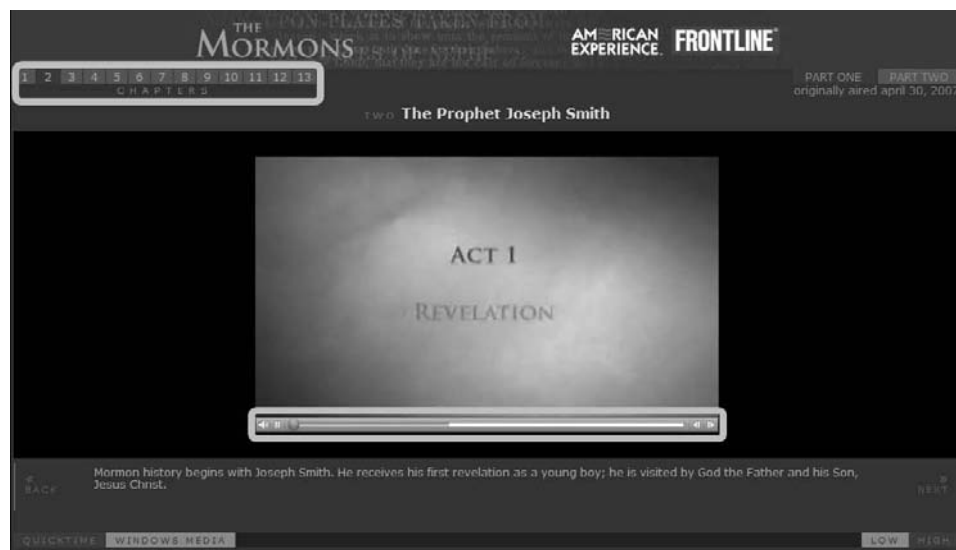 THE
MORMONS
AMERICAN
EXPERIENCE.
FRONTLINE
1 2 3 4 5 6 7 8 9 10 11 12 13
CHAPTERS
PART ONE PART TWO
originally aired april 30, 2007
TWO The Prophet Joseph Smith
ACT 1
REVELATION
« BACK
Mormon history begins with Joseph Smith. He receives his first revelation as a young boy; he is visited by God the Father and his Son,
Jesus Christ.
» NEXT
QUICKTIME WINDOWS MEDIA
LOW HIGH